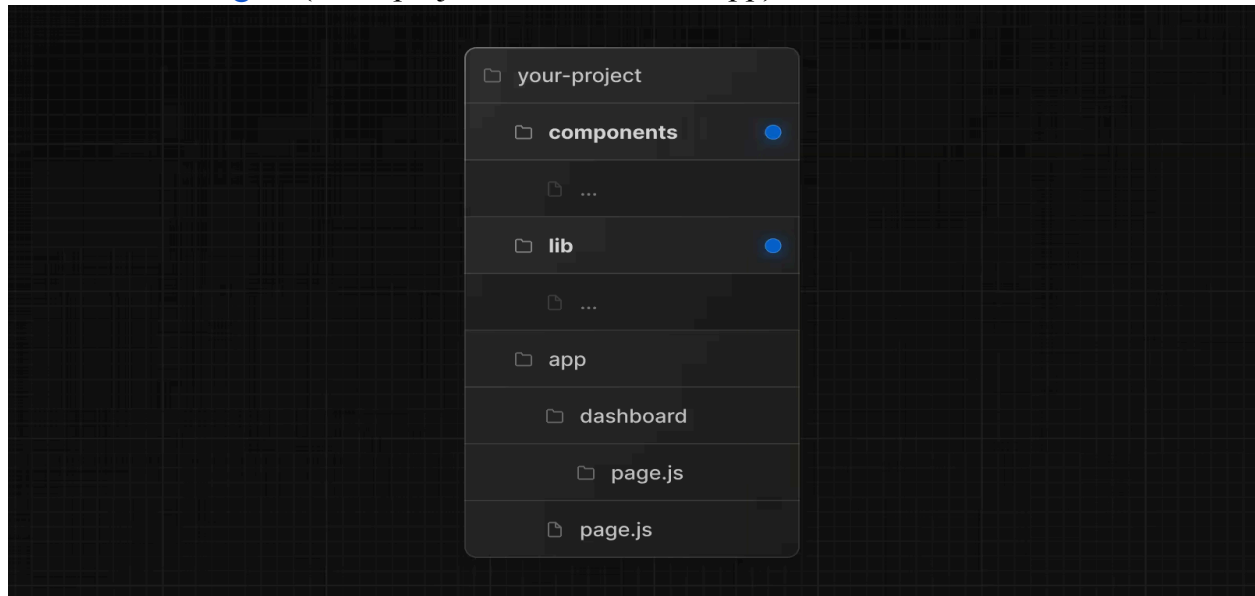 your-project
components
...
lib
...
app
dashboard
page.js
page.js